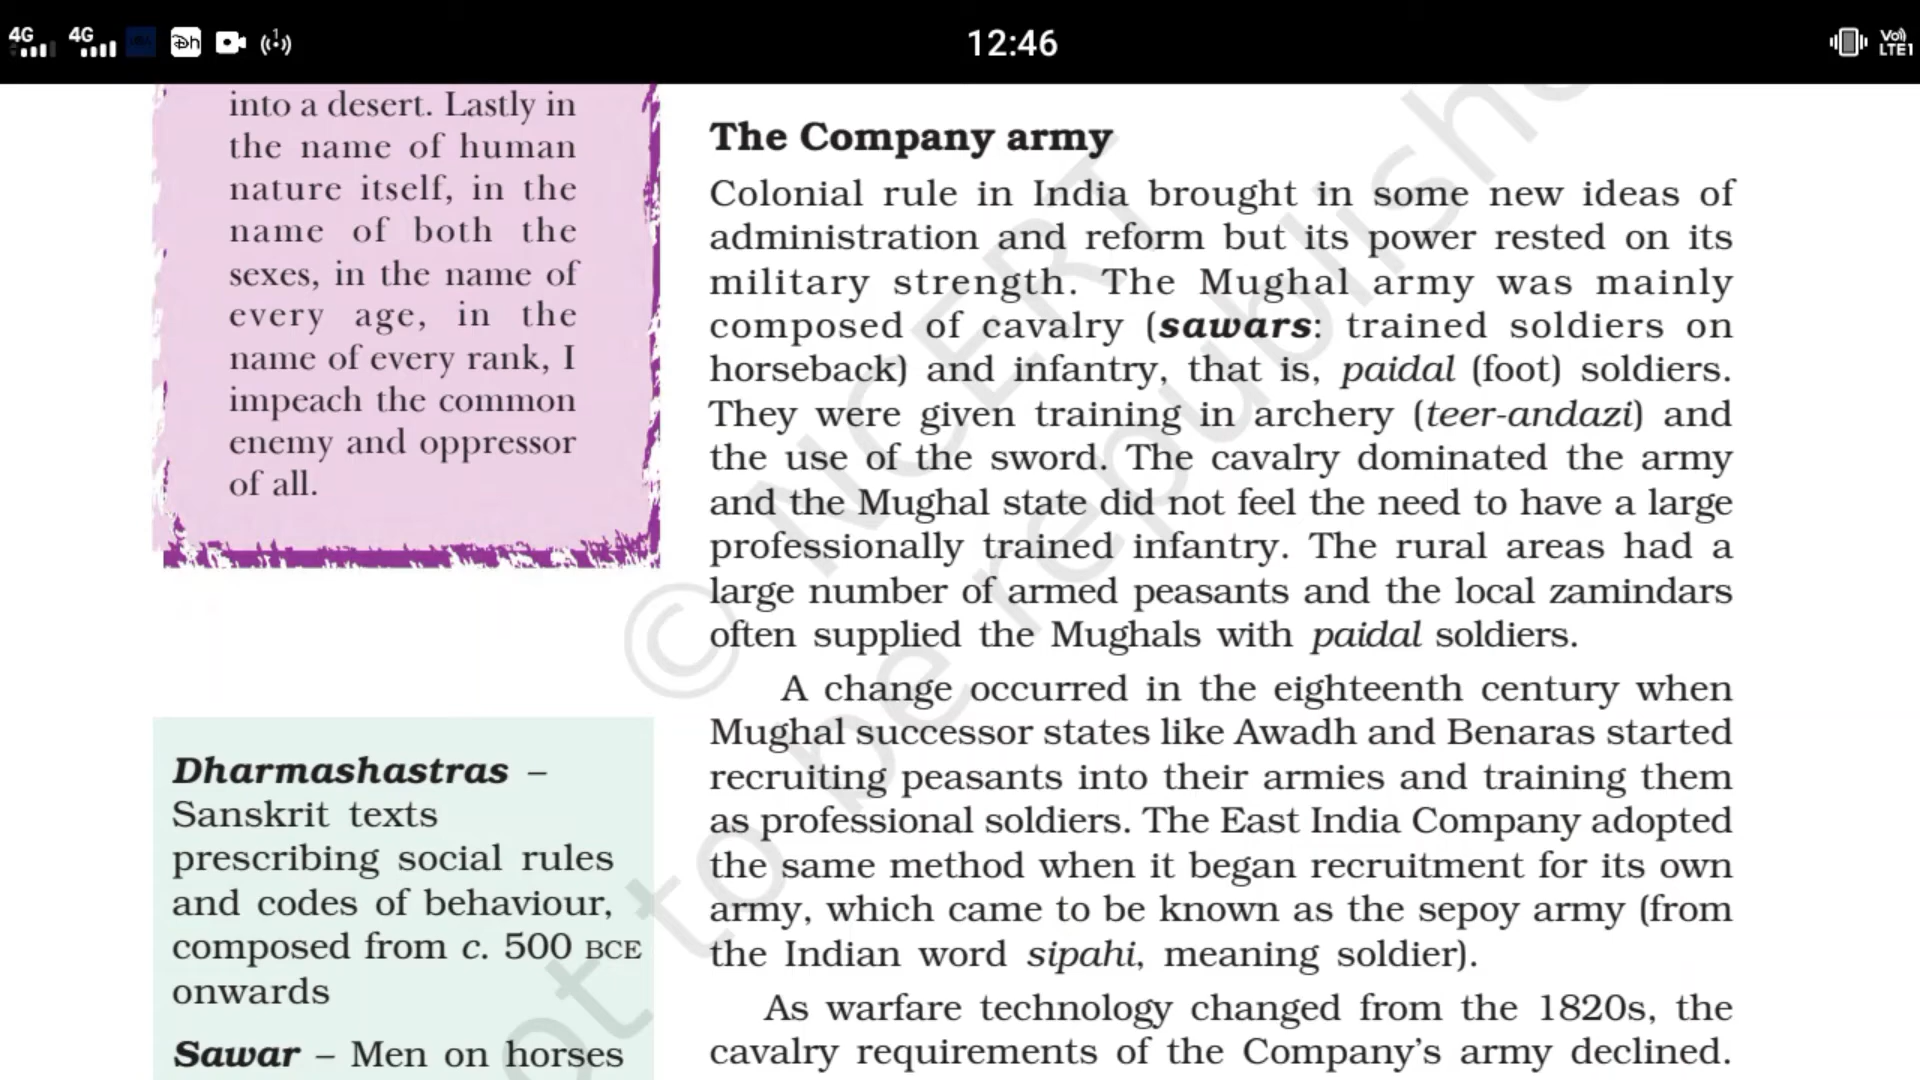 4G 4G 12:46 Vo)) LTE1
into a desert. Lastly in
the name of human
nature itself, in the
name of both the
sexes, in the name of
every age, in the
name of every rank, I
impeach the common
enemy and oppressor
of all.
Dharmashastras –
Sanskrit texts
prescribing social rules
and codes of behaviour,
composed from c. 500 BCE
onwards
Sawar – Men on horses
The Company army
Colonial rule in India brought in some new ideas of
administration and reform but its power rested on its
military strength. The Mughal army was mainly
composed of cavalry (sawars: trained soldiers on
horseback) and infantry, that is, paidal (foot) soldiers.
They were given training in archery (teer-andazi) and
the use of the sword. The cavalry dominated the army
and the Mughal state did not feel the need to have a large
professionally trained infantry. The rural areas had a
large number of armed peasants and the local zamindars
often supplied the Mughals with paidal soldiers.
A change occurred in the eighteenth century when
Mughal successor states like Awadh and Benaras started
recruiting peasants into their armies and training them
as professional soldiers. The East India Company adopted
the same method when it began recruitment for its own
army, which came to be known as the sepoy army (from
the Indian word sipahi, meaning soldier).
As warfare technology changed from the 1820s, the
cavalry requirements of the Company’s army declined.
© NCERT
not to be republished